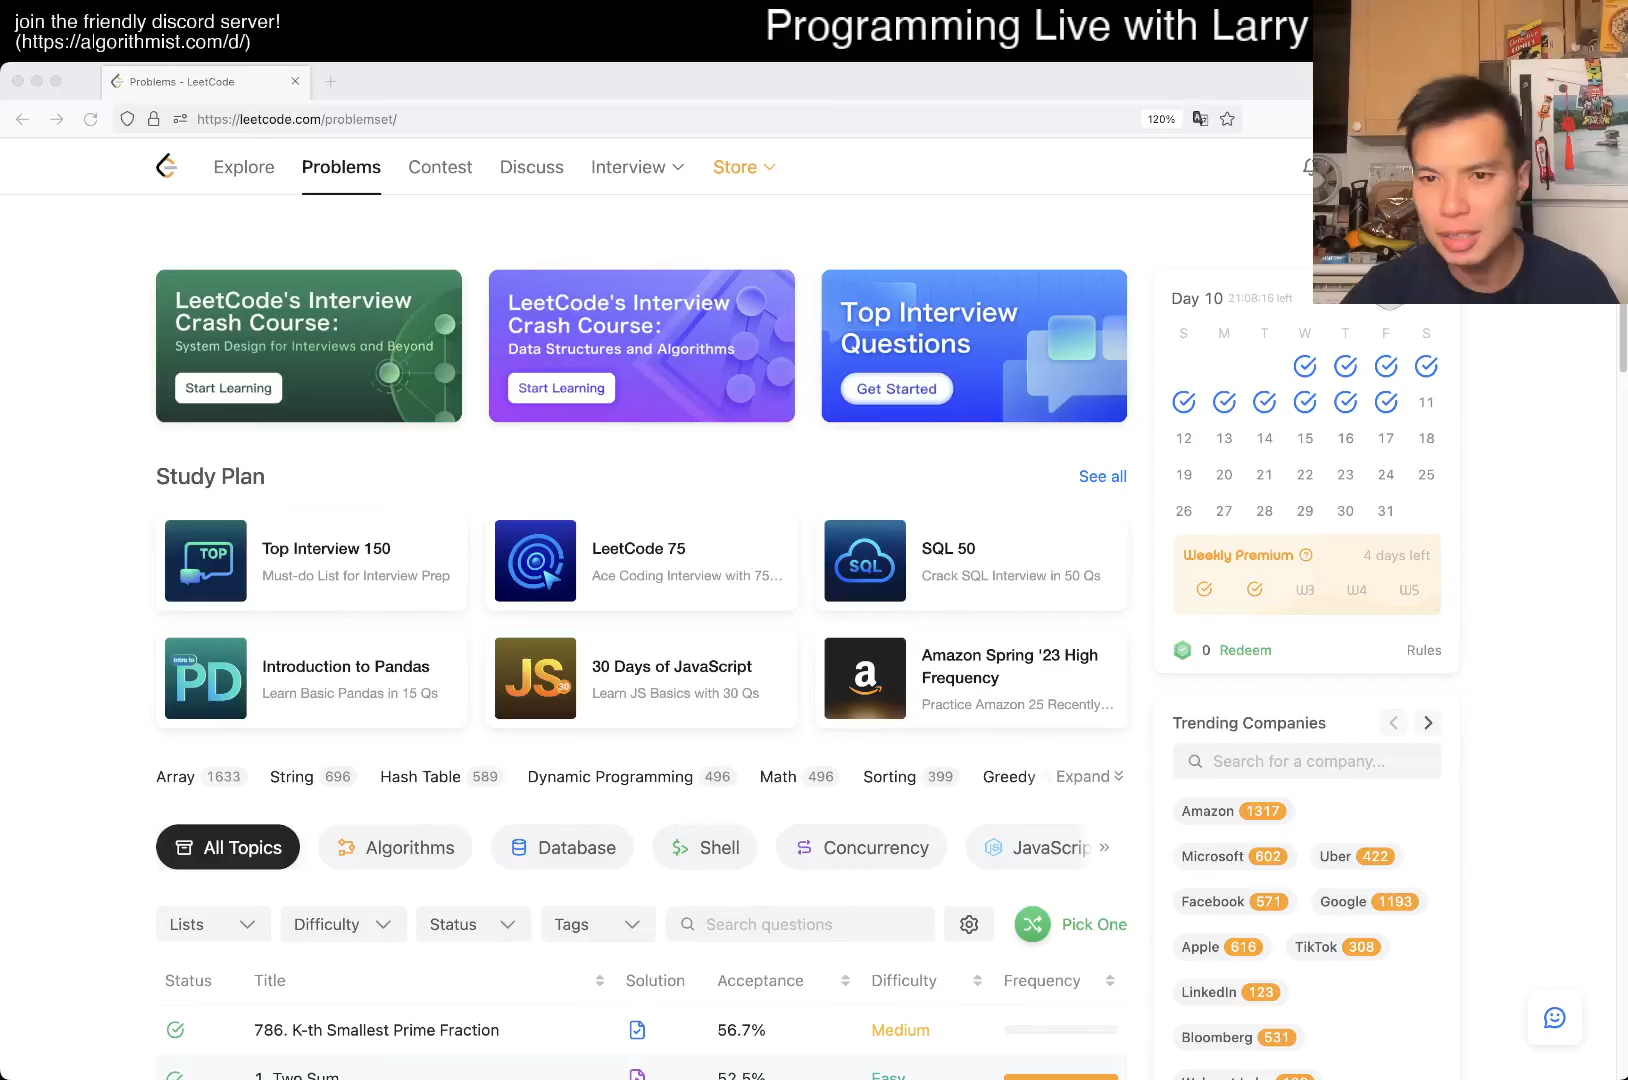 join the friendly discord server!
(https://algorithmist.com/d/)
Programming Live with Larry
Problems - LeetCode
https://leetcode.com/problemset/
120%
Explore
Problems
Contest
Discuss
Interview
Store
LeetCode's Interview
Crash Course:
System Design for Interviews and Beyond
Start Learning
LeetCode's Interview
Crash Course:
Data Structures and Algorithms
Start Learning
Top Interview
Questions
Get Started
Day 10 21:08:16 left
S M T W T F S
11
12 13 14 15 16 17 18
19 20 21 22 23 24 25
26 27 28 29 30 31
Weekly Premium 4 days left
W3 W4 W5
0 Redeem
Rules
Study Plan
See all
TOP
Top Interview 150
Must-do List for Interview Prep
LeetCode 75
Ace Coding Interview with 75...
SQL
SQL 50
Crack SQL Interview in 50 Qs
Intro to
PD
Introduction to Pandas
Learn Basic Pandas in 15 Qs
JS
30
30 Days of JavaScript
Learn JS Basics with 30 Qs
a
Amazon Spring '23 High
Frequency
Practice Amazon 25 Recently...
Array 1633
String 696
Hash Table 589
Dynamic Programming 496
Math 496
Sorting 399
Greedy
Expand
All Topics
Algorithms
Database
Shell
Concurrency
JavaScrip
Lists
Difficulty
Status
Tags
Search questions
Pick One
Status Title Solution Acceptance Difficulty Frequency
786. K-th Smallest Prime Fraction 56.7% Medium
1. Two Sum 52.5% Easy
Trending Companies
Search for a company...
Amazon 1317
Microsoft 602
Uber 422
Facebook 571
Google 1193
Apple 616
TikTok 308
LinkedIn 123
Bloomberg 531